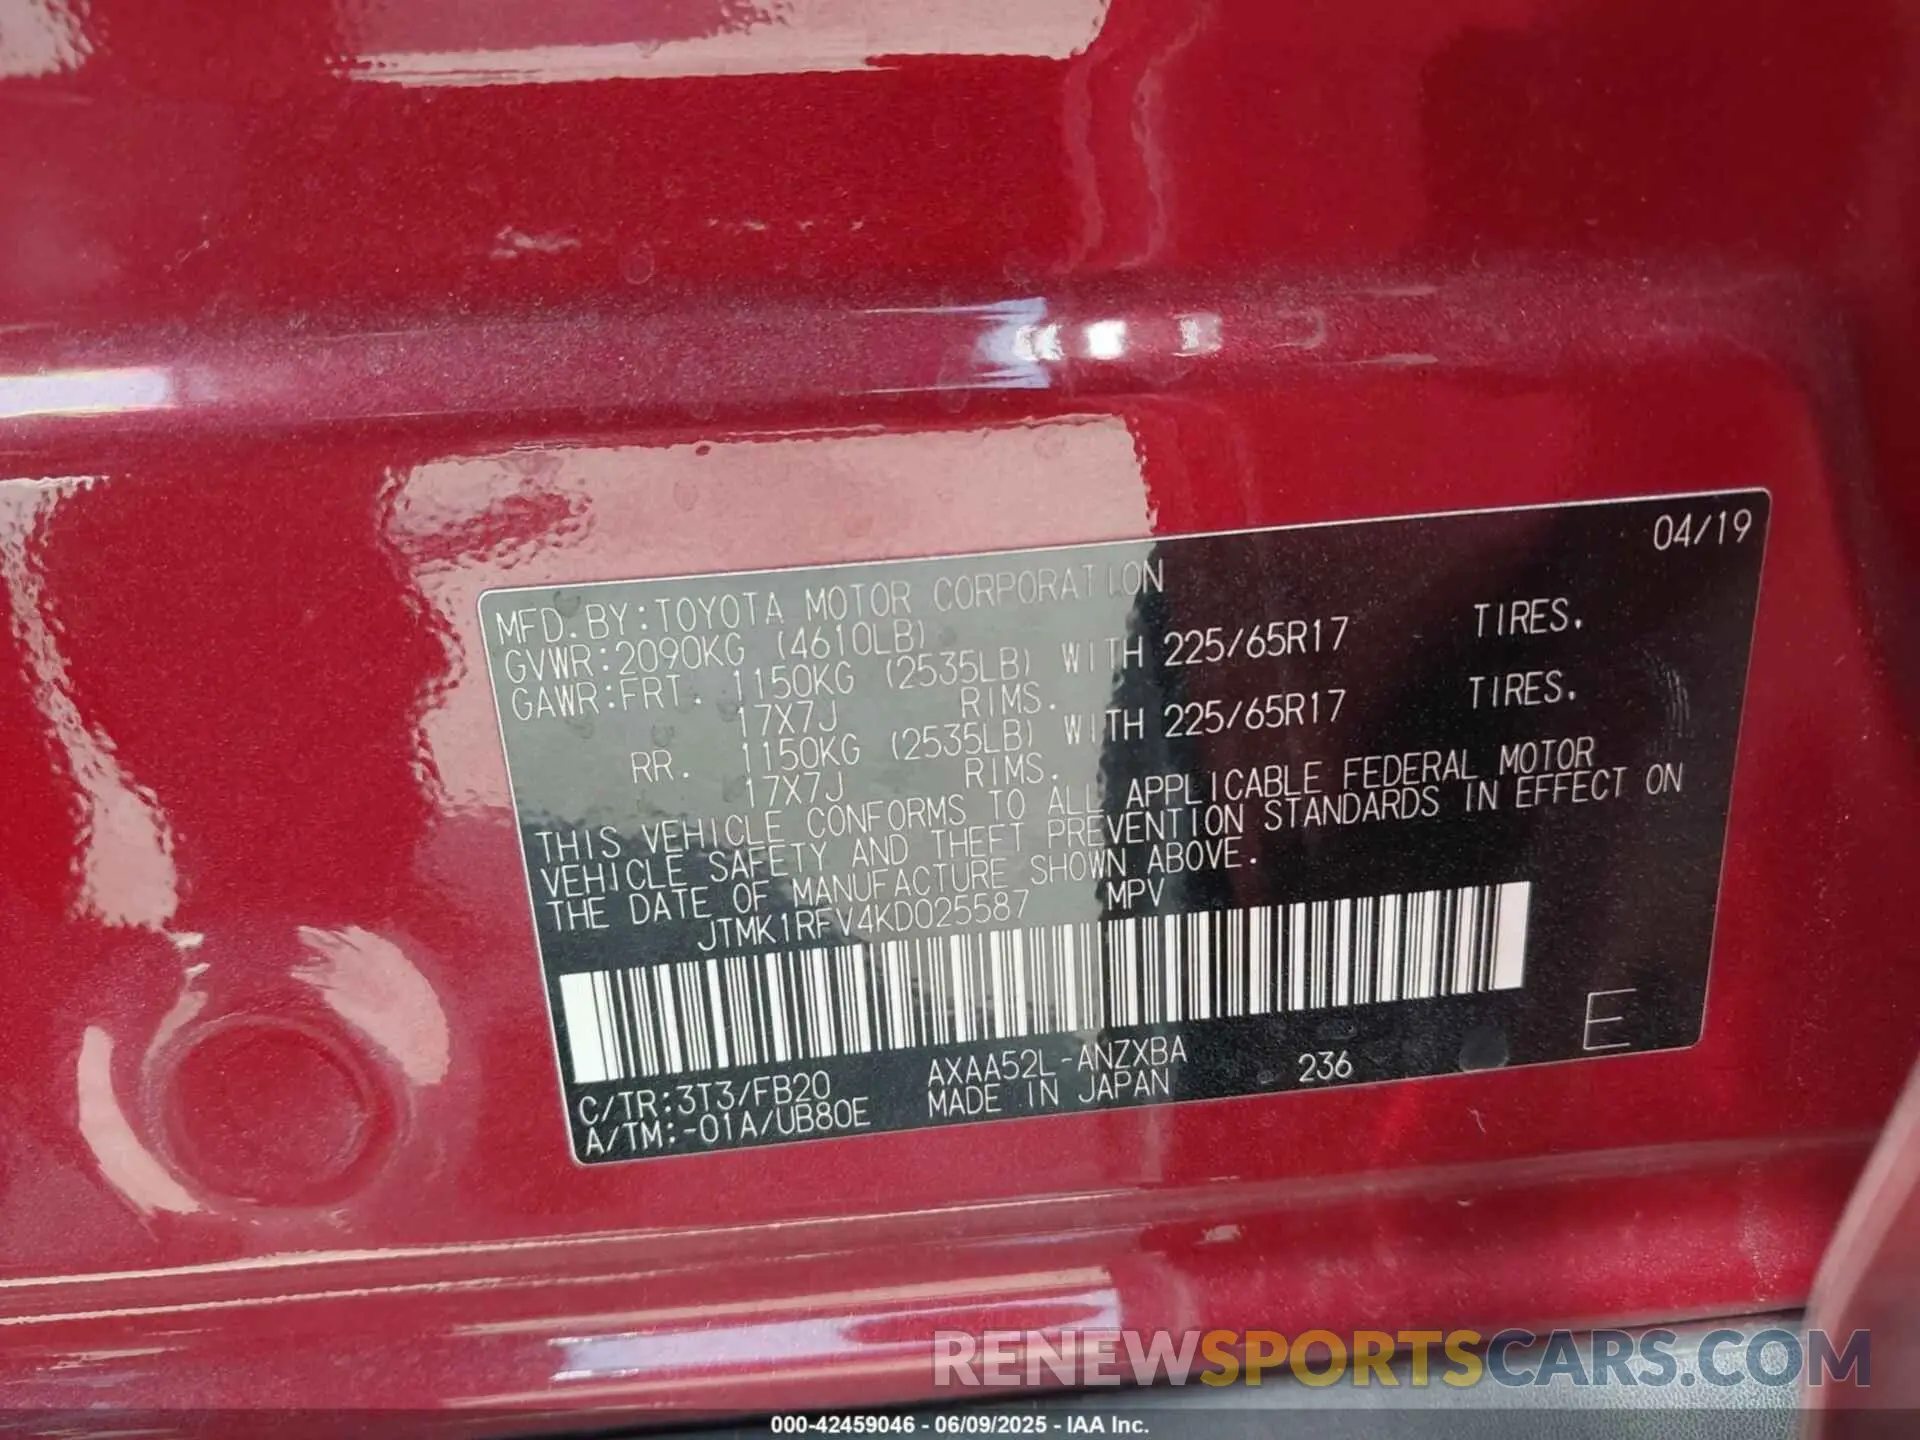 04/19
MFD.BY:TOYOTA MOTOR CORPORATION
GVWR:2090KG (4610LB)
GAWR:FRT. 1150KG (2535LB) WITH 225/65R17 TIRES.
17X7J RIMS.
RR. 1150KG (2535LB) WITH 225/65R17 TIRES.
17X7J RIMS.
THIS VEHICLE CONFORMS TO ALL APPLICABLE FEDERAL MOTOR
VEHICLE SAFETY AND THEFT PREVENTION STANDARDS IN EFFECT ON
THE DATE OF MANUFACTURE SHOWN ABOVE.
JTMK1RFV4KD025587 MPV
C/TR:3T3/FB20 AXAA52L-ANZXBA 236 E
A/TM:-01A/UB80E MADE IN JAPAN
RENEWSPORTSCARS.COM
000-42459046 - 06/09/2025 - IAA Inc.